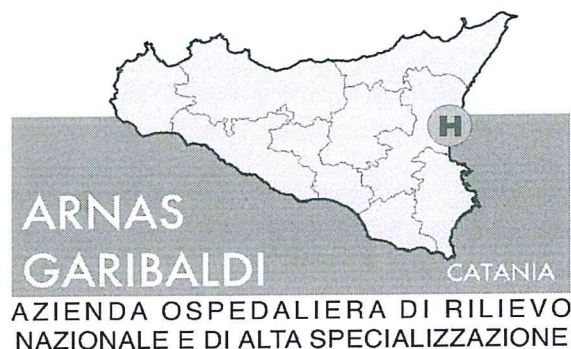 H
ARNAS
GARIBALDI
CATANIA
AZIENDA OSPEDALIERA DI RILIEVO
NAZIONALE E DI ALTA SPECIALIZZAZIONE